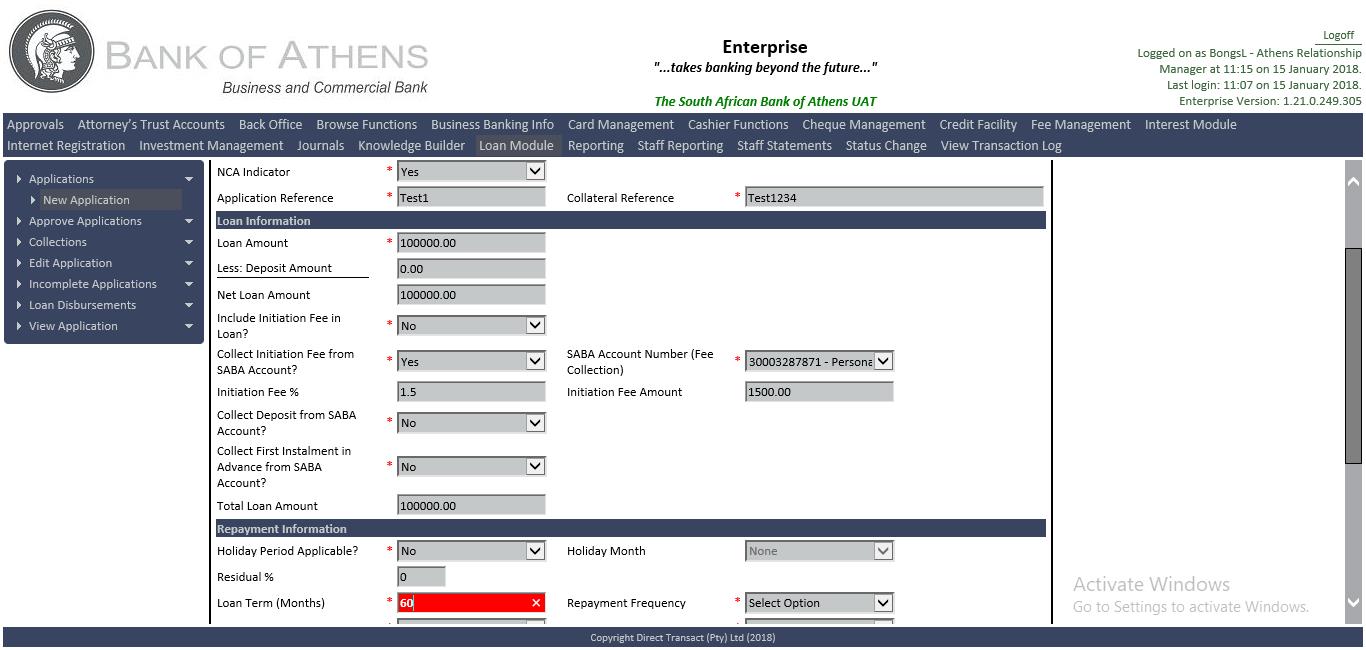 BANK OF ATHENS
Business and Commercial Bank
Enterprise
"...takes banking beyond the future..."
The South African Bank of Athens UAT
Logoff
Logged on as BongsL - Athens Relationship
Manager at 11:15 on 15 January 2018.
Last login: 11:07 on 15 January 2018.
Enterprise Version: 1.21.0.249.305
Approvals Attorney's Trust Accounts Back Office Browse Functions Business Banking Info Card Management Cashier Functions Cheque Management Credit Facility Fee Management Interest Module
Internet Registration Investment Management Journals Knowledge Builder Loan Module Reporting Staff Reporting Staff Statements Status Change View Transaction Log
Applications
New Application
Approve Applications
Collections
Edit Application
Incomplete Applications
Loan Disbursements
View Application
NCA Indicator * Yes
Application Reference * Test1 Collateral Reference * Test1234
Loan Information
Loan Amount * 100000.00
Less: Deposit Amount 0.00
Net Loan Amount 100000.00
Include Initiation Fee in
Loan? * No
Collect Initiation Fee from
SABA Account? * Yes
SABA Account Number (Fee
Collection) * 30003287871 - Persona
Initiation Fee % 1.5 Initiation Fee Amount 1500.00
Collect Deposit from SABA
Account? * No
Collect First Instalment in
Advance from SABA
Account? * No
Total Loan Amount 100000.00
Repayment Information
Holiday Period Applicable? * No Holiday Month None
Residual % 0
Loan Term (Months) * 60 Repayment Frequency * Select Option
Activate Windows
Go to Settings to activate Windows.
Copyright Direct Transact (Pty) Ltd (2018)